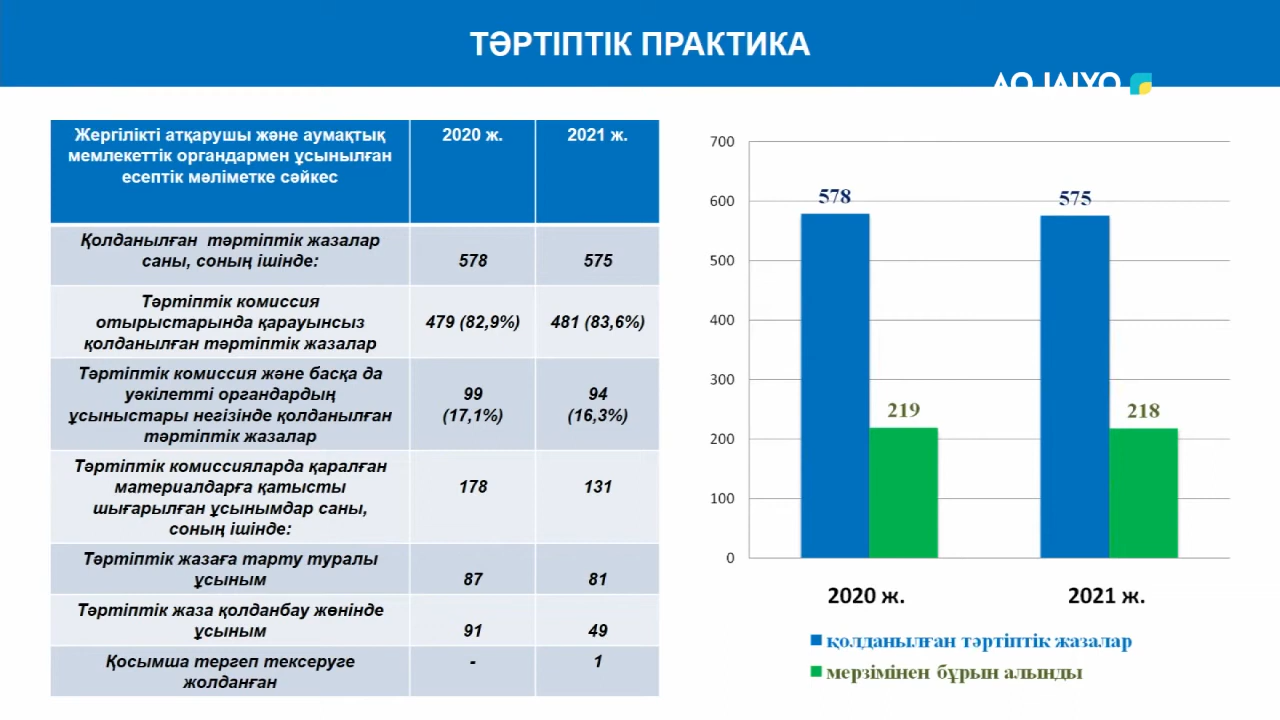 ТӘРТІПТІК ПРАКТИКА
Жергілікті атқарушы және аумақтық
мемлекеттік органдармен ұсынылған
есептік мәліметке сәйкес
2020 ж.
2021 ж.
Қолданылған тәртіптік жазалар
саны, соның ішінде:
578
575
Тәртіптік комиссия
отырыстарында қарауынсыз
қолданылған тәртіптік жазалар
479 (82,9%)
481 (83,6%)
Тәртіптік комиссия және басқа да
уәкілетті органдардың
ұсыныстары негізінде қолданылған
тәртіптік жазалар
99
(17,1%)
94
(16,3%)
Тәртіптік комиссияларда қаралған
материалдарға қатысты
шығарылған ұсынымдар саны,
соның ішінде:
178
131
Тәртіптік жазаға тарту туралы
ұсыным
87
81
Тәртіптік жаза қолданбау жөнінде
ұсыным
91
49
Қосымша тергеп тексеруге
жолданған
-
1
700
600
500
400
300
200
100
0
578
219
575
218
2020 ж.
2021 ж.
қолданылған тәртіптік жазалар
мерзімінен бұрын алынды